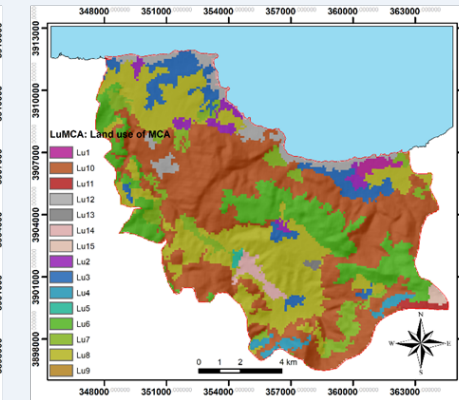 348000 351000 354000 357000 360000 363000
3913000
3910000
3907000
3904000
3901000
3898000
LuMCA: Land use of MCA
Lu1
Lu10
Lu11
Lu12
Lu13
Lu14
Lu15
Lu2
Lu3
Lu4
Lu5
Lu6
Lu7
Lu8
Lu9
N
W E
S
0 1 2 4 km
348000 351000 354000 357000 360000 363000